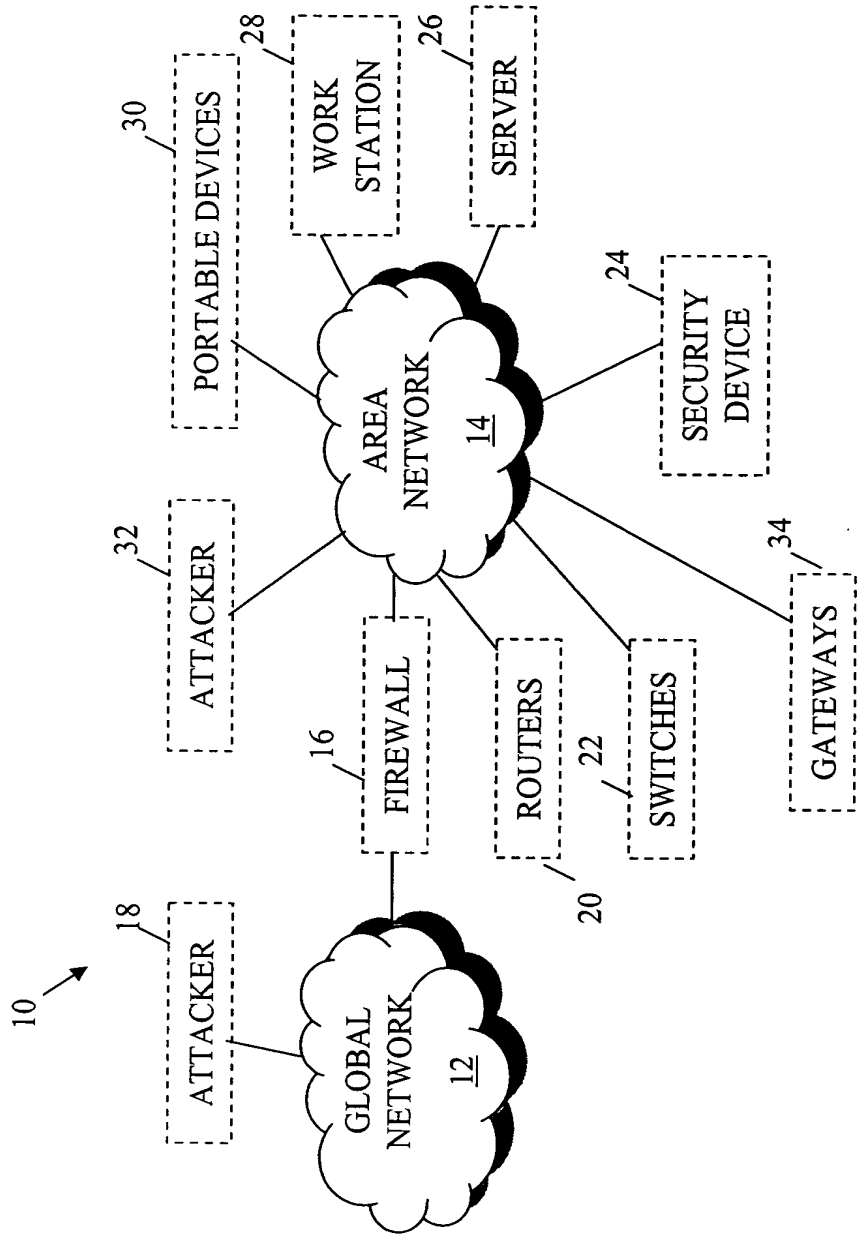 10
18
ATTACKER
GLOBAL
NETWORK
12
32
ATTACKER
16
FIREWALL
ROUTERS
20
22
SWITCHES
34
GATEWAYS
30
PORTABLE DEVICES
AREA
NETWORK
14
28
WORK
STATION
26
SERVER
24
SECURITY
DEVICE